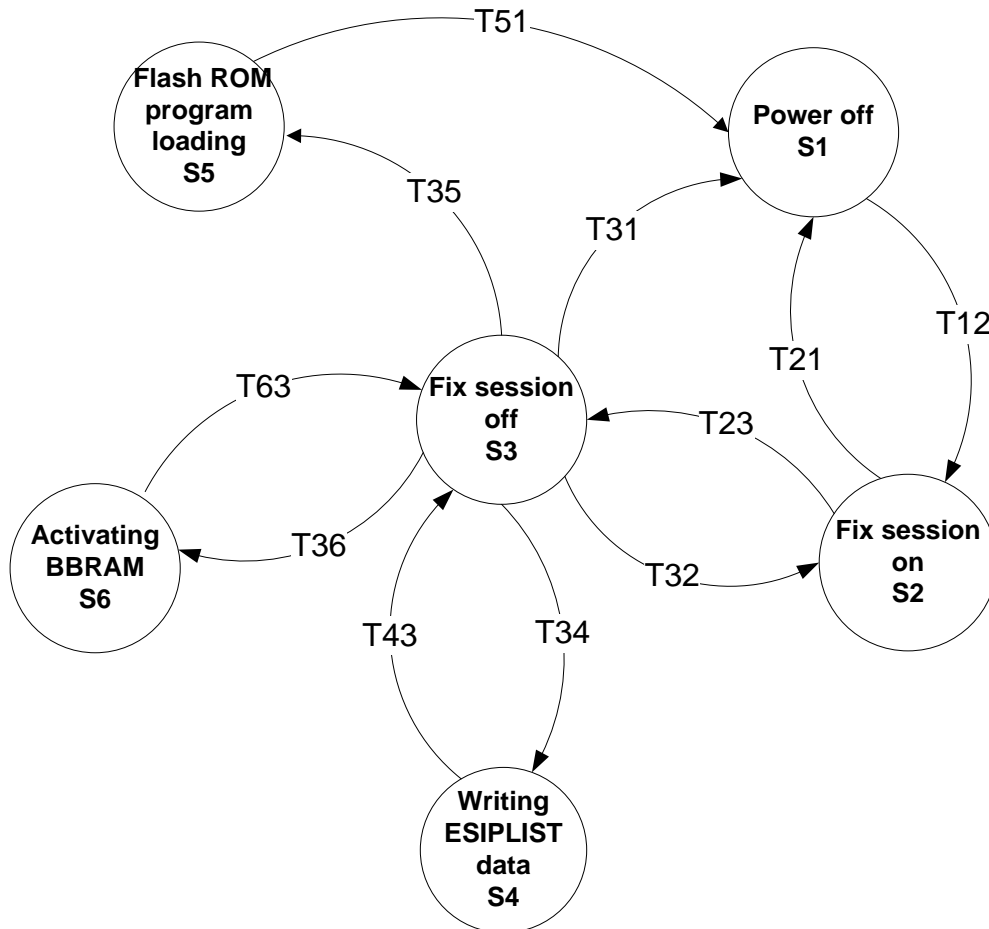 T51
Flash ROM
program
loading
S5
Power off
S1
T35
T31
T12
T21
T63
Fix session
off
S3
T23
Activating
BBRAM
S6
T36
T32
Fix session
on
S2
T43
T34
Writing
ESIPLIST
data
S4